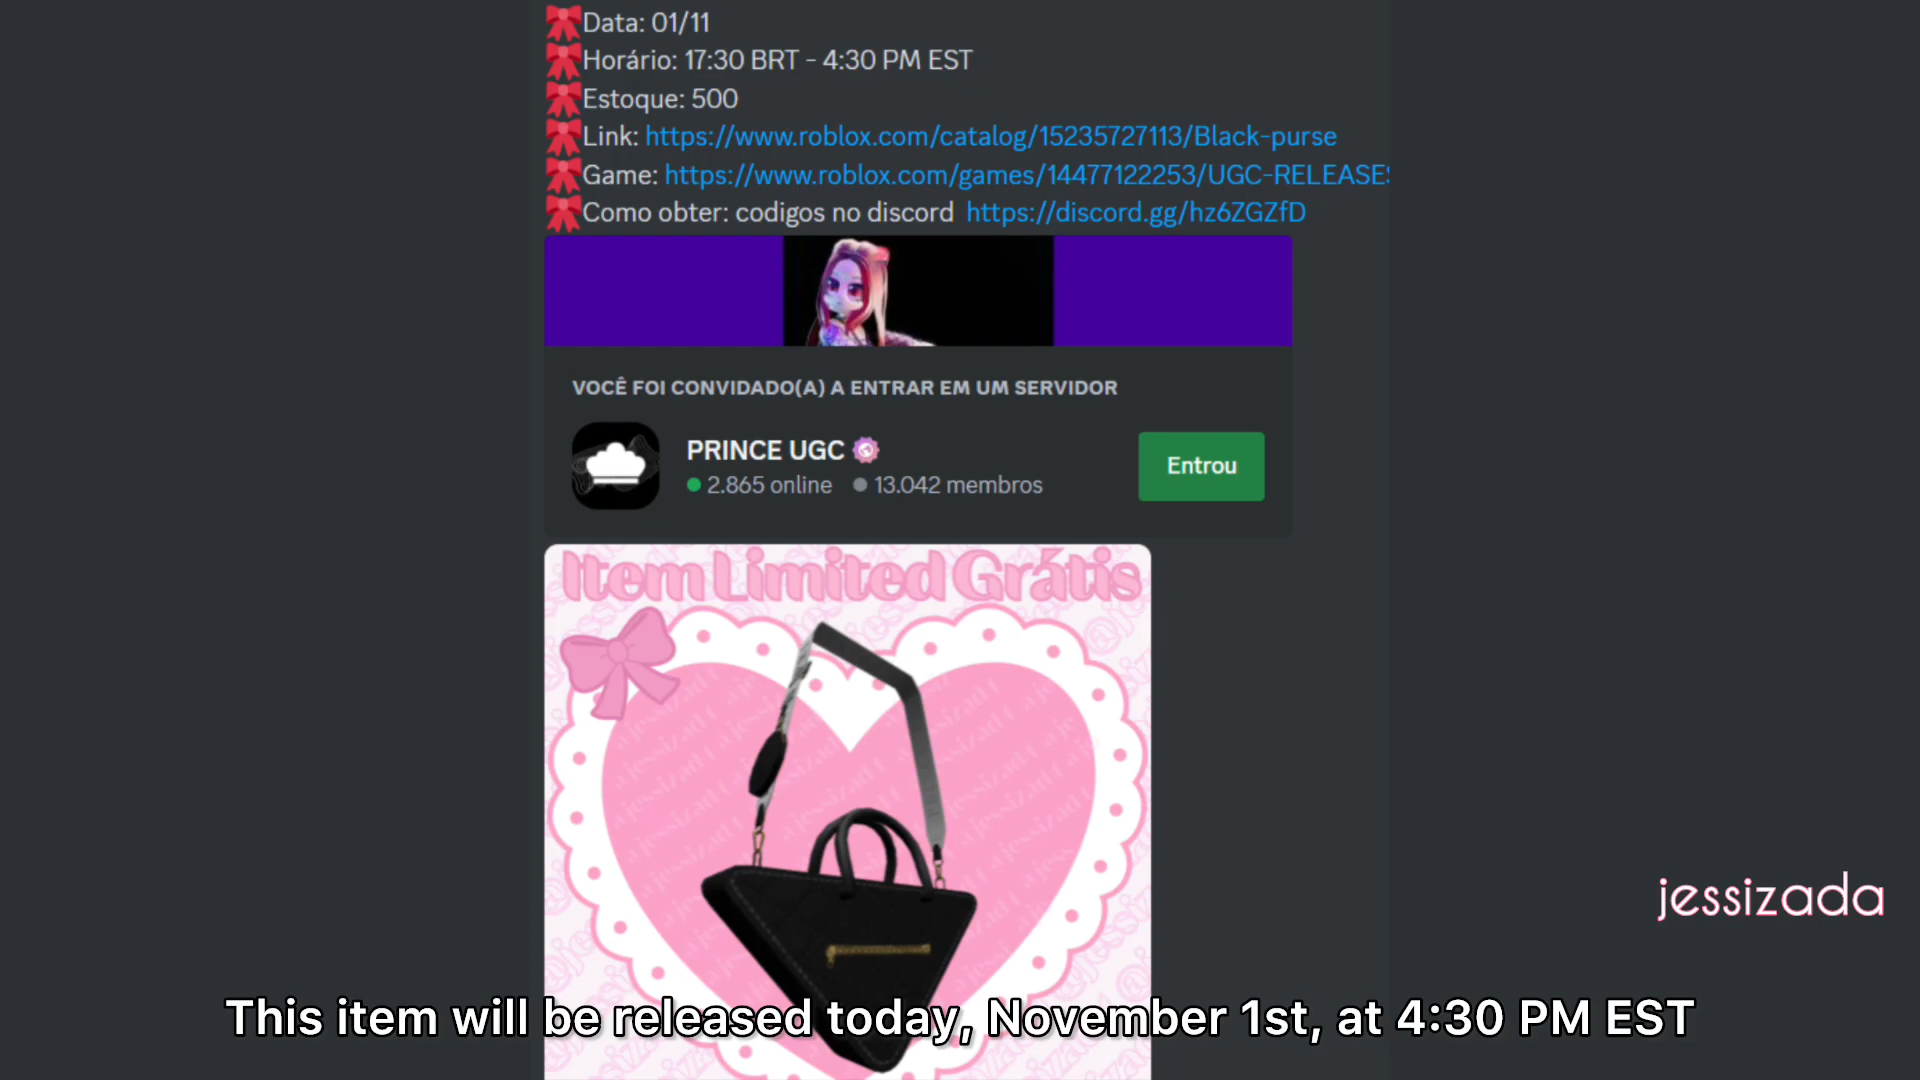 Data: 01/11
Horário: 17:30 BRT - 4:30 PM EST
Estoque: 500
Link: https://www.roblox.com/catalog/15235727113/Black-purse
Game: https://www.roblox.com/games/14477122253/UGC-RELEASES
Como obter: codigos no discord https://discord.gg/hz6ZGZfD
VOCÊ FOI CONVIDADO(A) A ENTRAR EM UM SERVIDOR
PRINCE UGC
2.865 online 13.042 membros
Entrou
Item Limited Grátis
jessizada
This item will be released today, November 1st, at 4:30 PM EST